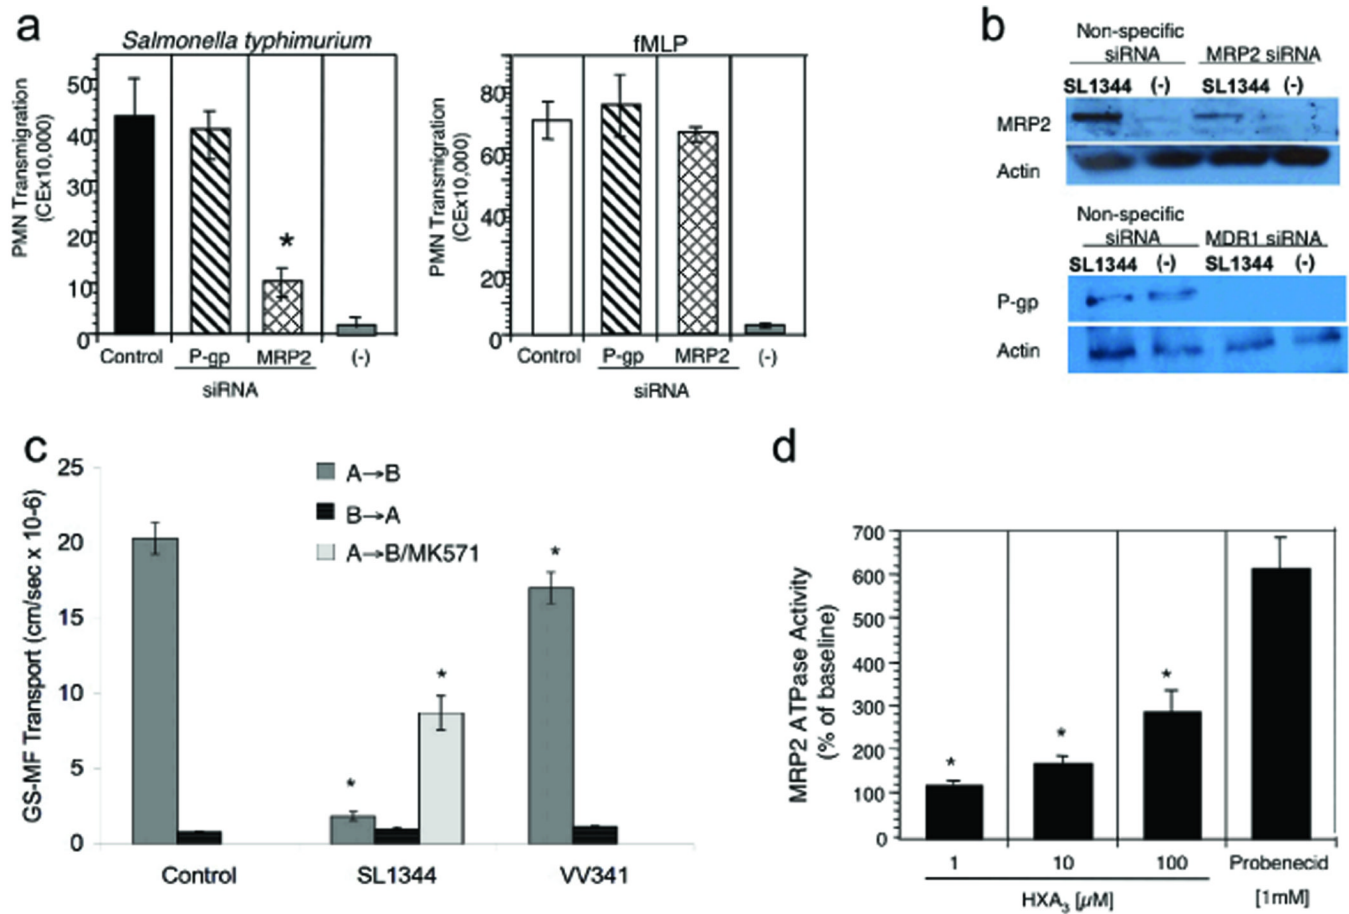 a
Salmonella typhimurium
fMLP
PMN Transmigration
(CEx10,000)
50
40
30
20
10
0
*
Control
P-gp
MRP2
(-)
siRNA
PMN Transmigration
(CEx10,000)
80
60
40
20
0
Control
P-gp
MRP2
(-)
siRNA
b
Non-specific
siRNA
MRP2 siRNA
SL1344 (-) SL1344 (-)
MRP2
Actin
Non-specific
siRNA
MDR1 siRNA
SL1344 (-) SL1344 (-)
P-gp
Actin
c
GS-MF Transport (cm/sec x 10-6)
25
20
15
10
5
0
A→B
B→A
A→B/MK571
*
*
*
Control
SL1344
VV341
d
MRP2 ATPase Activity
(% of baseline)
700
600
500
400
300
200
100
0
*
*
*
1
10
100
Probenecid
HXA₃ [µM]
[1mM]